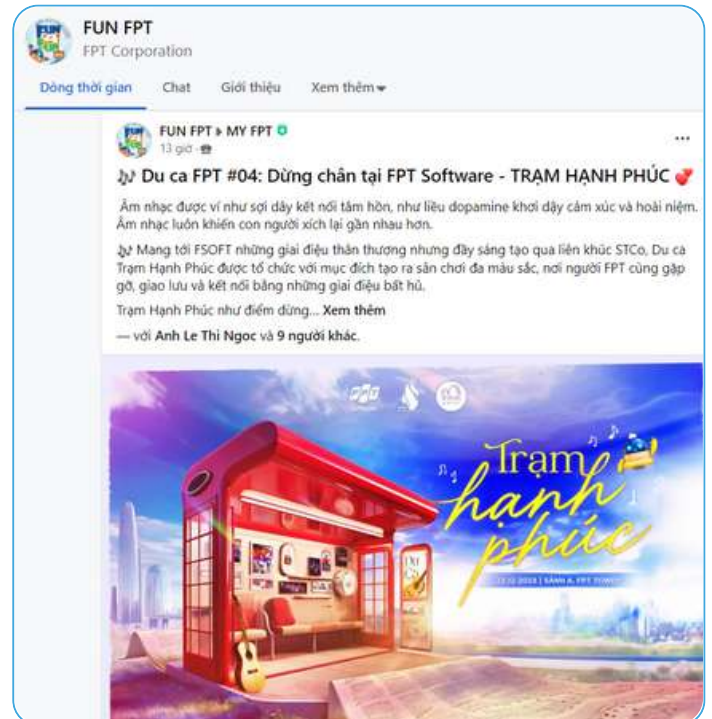 FUN FPT
FPT Corporation
Dòng thời gian Chat Giới thiệu Xem thêm
FUN FPT ▸ MY FPT
13 giờ ·
Du ca FPT #04: Dừng chân tại FPT Software - TRẠM HẠNH PHÚC
Âm nhạc được ví như sợi dây kết nối tâm hồn, như liều dopamine khơi dậy cảm xúc và hoài niệm.
Âm nhạc luôn khiến con người xích lại gần nhau hơn.
Mang tới FSOFT những giai điệu thân thương nhưng đầy sáng tạo qua liên khúc STCo, Du ca
Trạm Hạnh Phúc được tổ chức với mục đích tạo ra sân chơi đa màu sắc, nơi người FPT cùng gặp
gỡ, giao lưu và kết nối bằng những giai điệu bất hủ.
Trạm Hạnh Phúc như điểm dừng... Xem thêm
— với Anh Le Thi Ngoc và 9 người khác.
FPT
Trạm
hạnh
phúc
SẢNH A, FPT TOWER
DU
CA